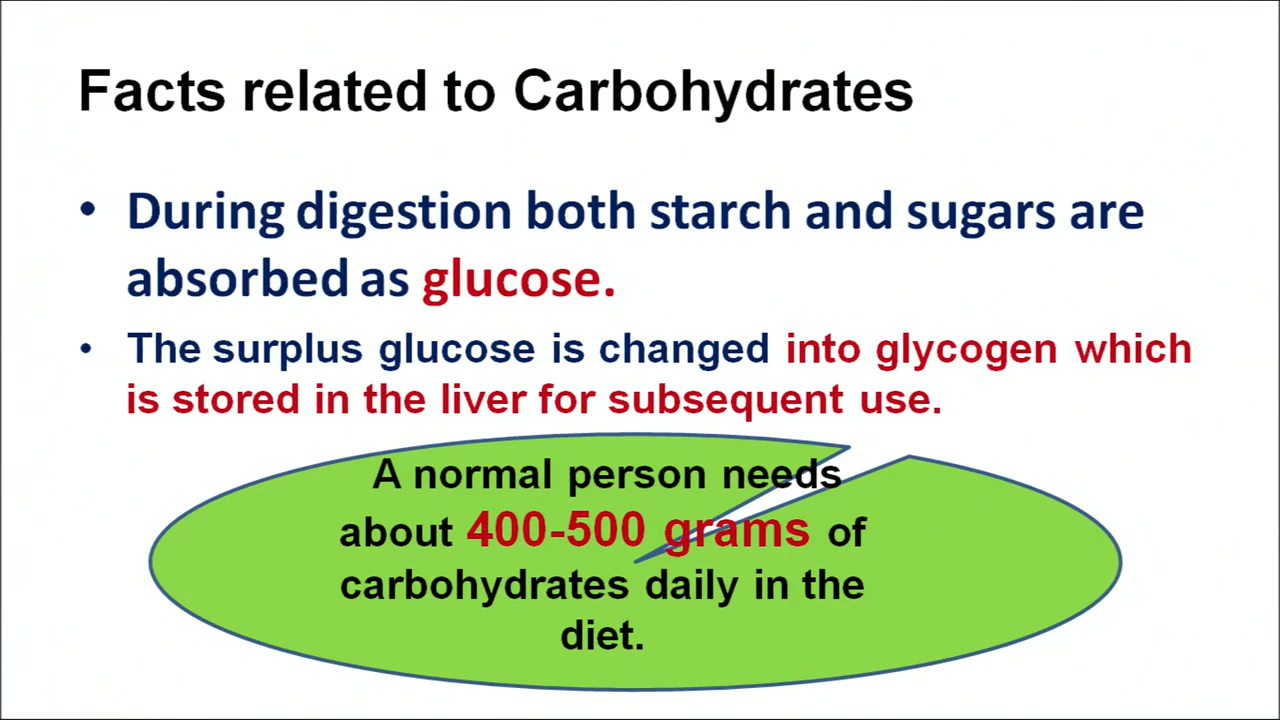 Facts related to Carbohydrates
• During digestion both starch and sugars are
absorbed as glucose.
• The surplus glucose is changed into glycogen which
is stored in the liver for subsequent use.
A normal person needs
about 400-500 grams of
carbohydrates daily in the
diet.